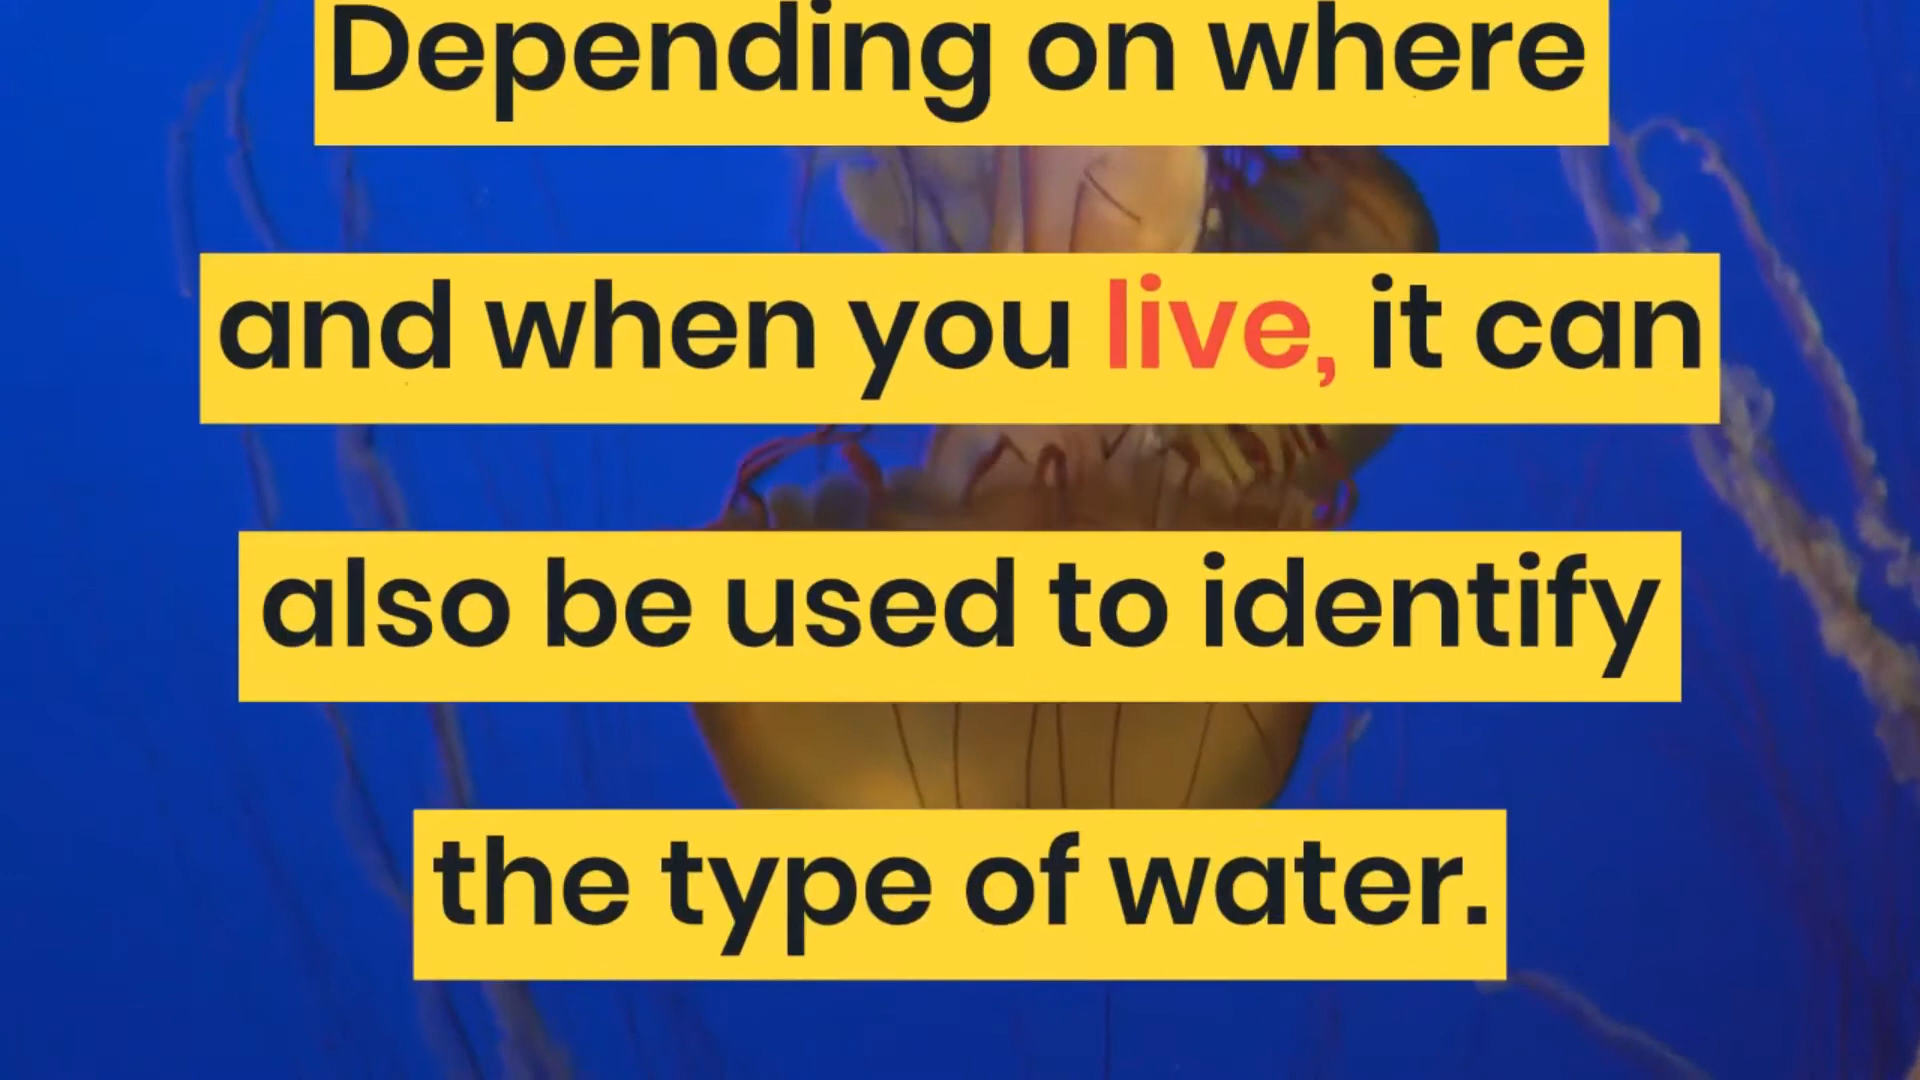 Depending on where
and when you live, it can
also be used to identify
the type of water.